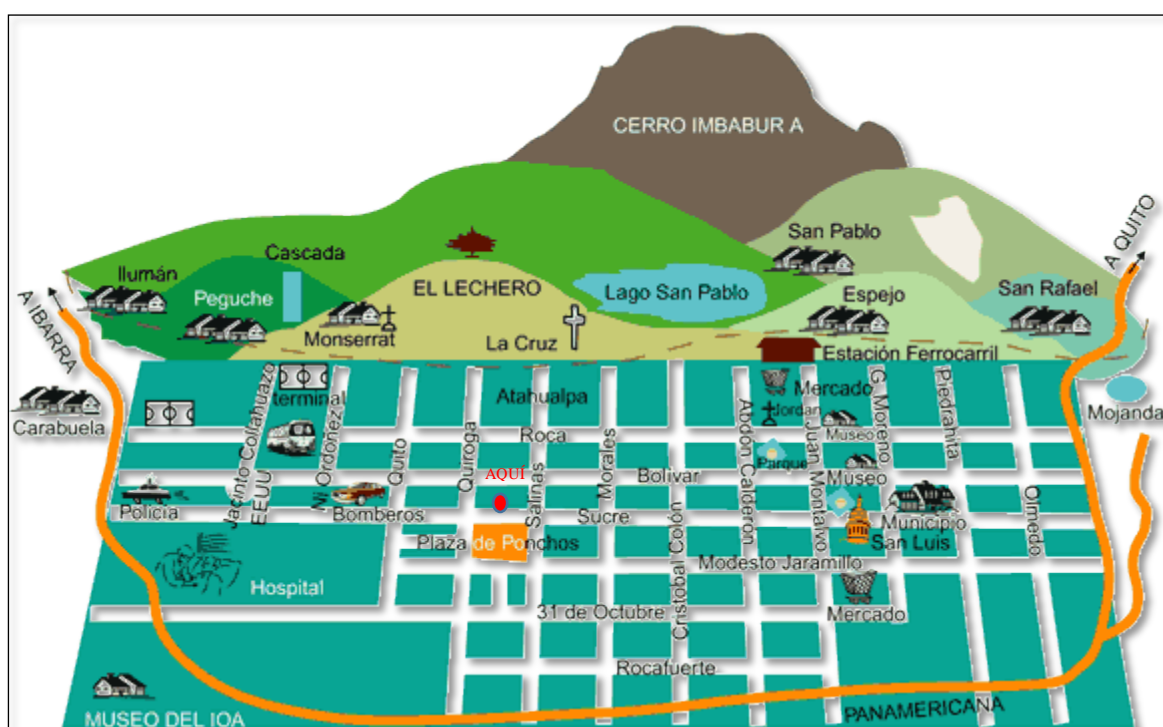 CERRO IMBABUR A
A QUITO
San Pablo
Cascada
Ilumán
EL LECHERO
Peguche
Lago San Pablo
Espejo
San Rafael
A IBARRA
Monserrat
La Cruz
Estación Ferrocarril
Carabuela
terminal
Atahualpa
Mercado
Jordan
Mojanda
Museo
Roca
Jacinto Collahuazo
EEUU
N. Ordoñez
Quito
Quiroga
Salinas
Morales
Abdón Calderón
Juan Montalvo
G. Moreno
Piedrahita
AQUÍ
Bolivar
Parque
Museo
Policía
Bomberos
Sucre
Municipio
Olmedo
Plaza de Ponchos
San Luis
Cristobal Colón
Modesto Jaramillo
Hospital
31 de Octubre
Mercado
Rocafuerte
MUSEO DEL IOA
PANAMERICANA